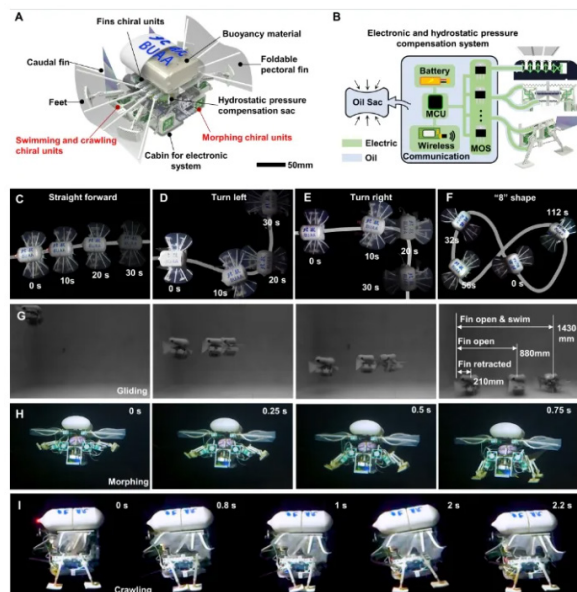 A
Fins chiral units
Buoyancy material
Caudal fin
Foldable
pectoral fin
BUAA
Feet
Hydrostatic pressure
compensation sac
Swimming and crawling
chiral units
Morphing chiral units
Cabin for electronic
system
50mm
B
Electronic and hydrostatic pressure
compensation system
Battery
Oil Sac
MCU
Wireless
Communication
MOS
Electric
Oil
C
Straight forward
0 s
10s
20 s
30 s
D
Turn left
30 s
0 s
10s
20 s
E
Turn right
0 s
10s
20 s
30 s
F
“8” shape
112 s
32s
56s
0 s
G
Gliding
Fin open & swim
1430
mm
Fin open
880mm
Fin retracted
210mm
H
0 s
0.25 s
0.5 s
0.75 s
Morphing
I
0 s
0.8 s
1 s
2 s
2.2 s
Crawling